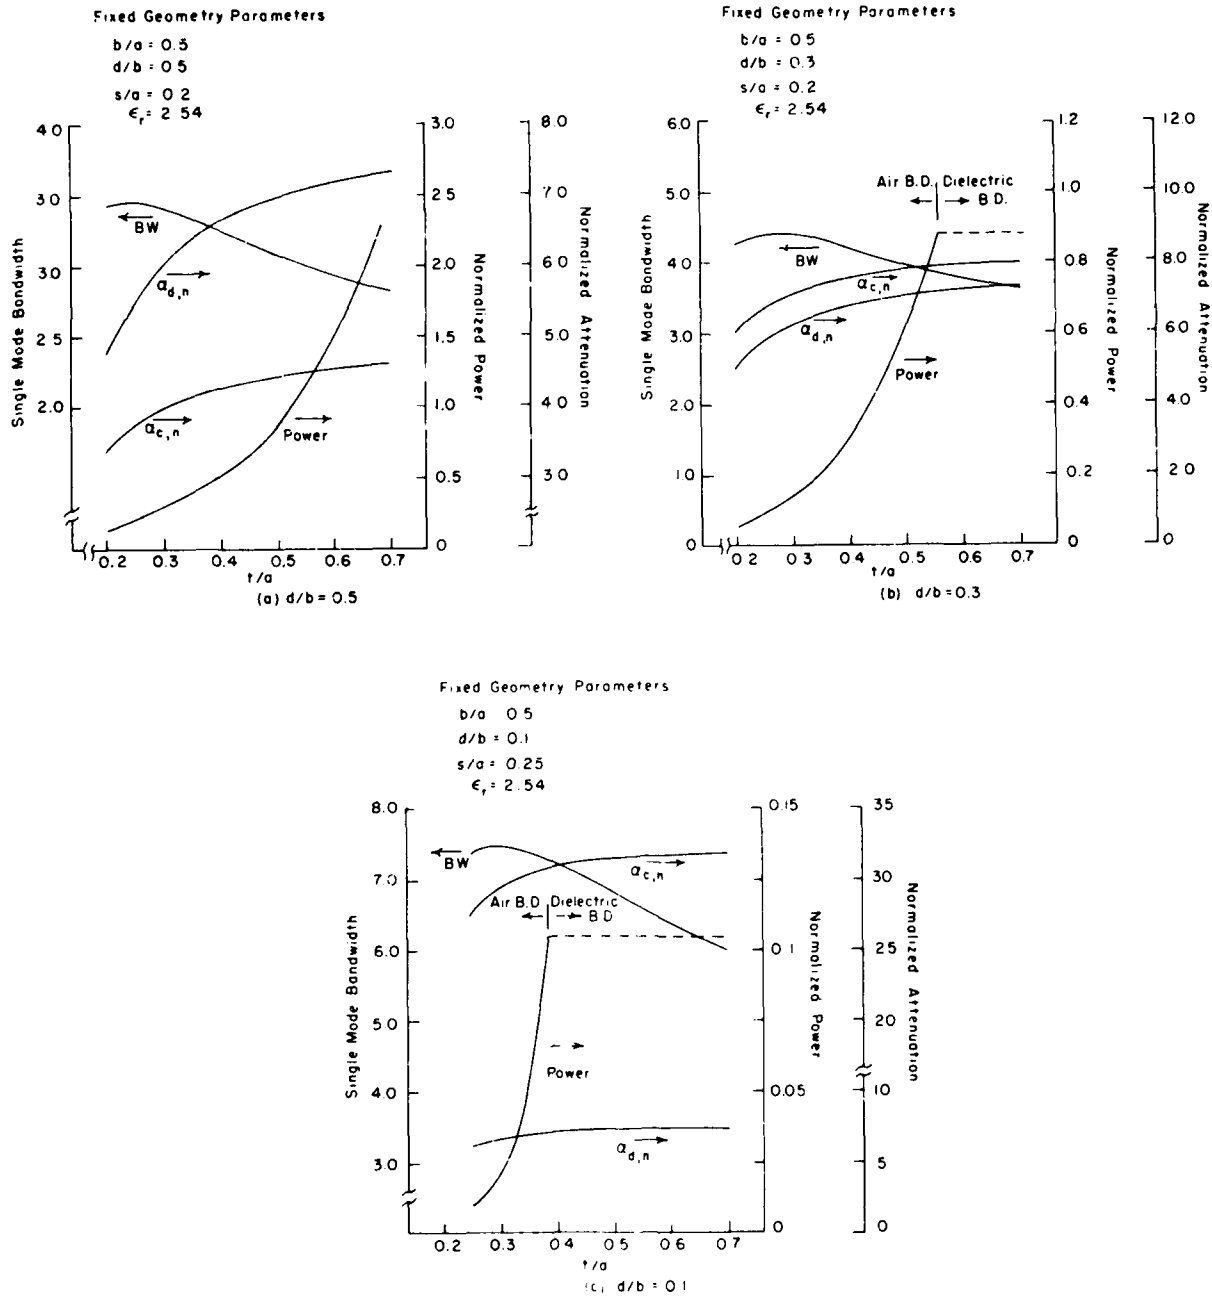 Fixed Geometry Parameters
b/a = 0.5
d/b = 0.5
s/a = 0.2
ϵr = 2.54
4.0
3.0
3.0
2.5
2.0
Single Mode Bandwidth
BW
αd,n
αc,n
Power
3.0
2.5
2.0
1.5
1.0
0.5
0
Normalized Power
8.0
7.0
6.0
5.0
4.0
3.0
Normalized Attenuation
0.2 0.3 0.4 0.5 0.6 0.7
t/a
(a) d/b = 0.5
Fixed Geometry Parameters
b/a = 0.5
d/b = 0.3
s/a = 0.2
ϵr = 2.54
6.0
5.0
4.0
3.0
2.0
1.0
0
Single Mode Bandwidth
Air B.D. Dielectric
B.D.
BW
αc,n
αd,n
Power
1.2
1.0
0.8
0.6
0.4
0.2
0
Normalized Power
12.0
10.0
8.0
6.0
4.0
2.0
0
Normalized Attenuation
0.2 0.3 0.4 0.5 0.6 0.7
t/a
(b) d/b = 0.3
Fixed Geometry Parameters
b/a 0.5
d/b = 0.1
s/a = 0.25
ϵr = 2.54
8.0
7.0
6.0
5.0
4.0
3.0
Single Mode Bandwidth
BW
αc,n
Air B.D. Dielectric
B.D.
Power
αd,n
0.15
0.1
0.05
0
Normalized Power
35
30
25
20
10
5
0
Normalized Attenuation
0.2 0.3 0.4 0.5 0.6 0.7
t/a
(c) d/b = 0.1